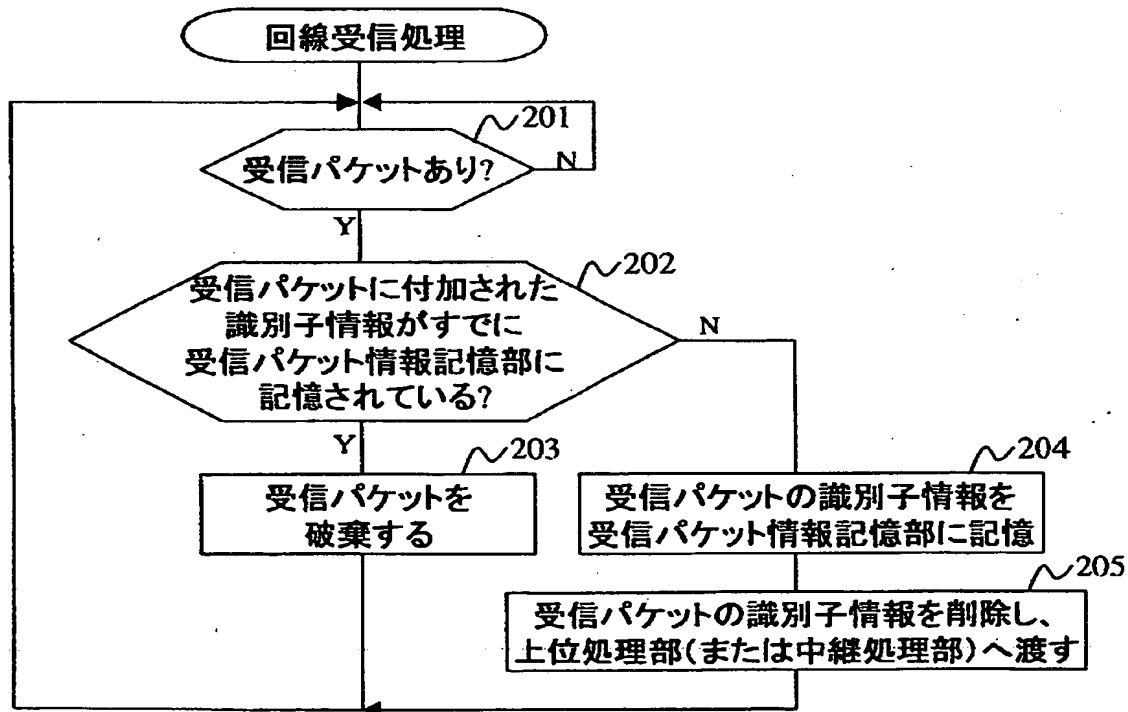 回線受信処理
201
受信パケットあり?
N
Y
202
受信パケットに付加された
識別子情報がすでに
受信パケット情報記憶部に
記憶されている?
N
Y
203
受信パケットを
破棄する
204
受信パケットの識別子情報を
受信パケット情報記憶部に記憶
205
受信パケットの識別子情報を削除し、
上位処理部(または中継処理部)へ渡す